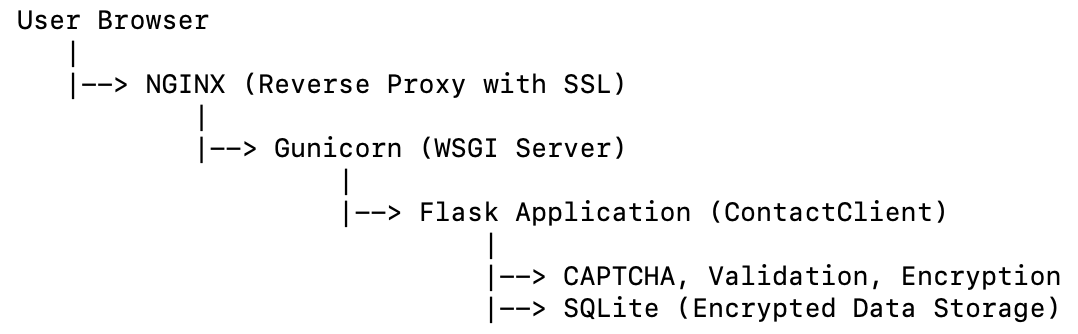 User Browser
|
|--> NGINX (Reverse Proxy with SSL)
|
|--> Gunicorn (WSGI Server)
|
|--> Flask Application (ContactClient)
|
|--> CAPTCHA, Validation, Encryption
|--> SQLite (Encrypted Data Storage)